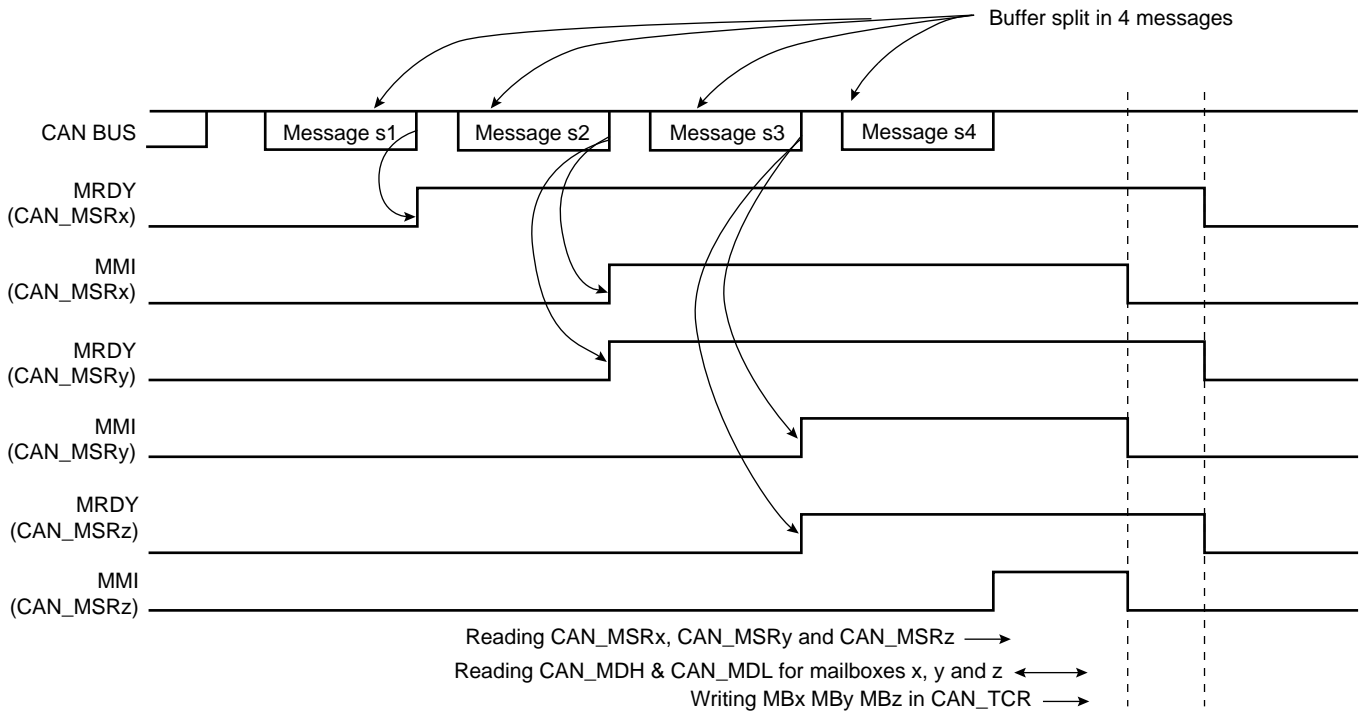 Buffer split in 4 messages
CAN BUS
Message s1
Message s2
Message s3
Message s4
MRDY
(CAN_MSRx)
MMI
(CAN_MSRx)
MRDY
(CAN_MSRy)
MMI
(CAN_MSRy)
MRDY
(CAN_MSRz)
MMI
(CAN_MSRz)
Reading CAN_MSRx, CAN_MSRy and CAN_MSRz
Reading CAN_MDH & CAN_MDL for mailboxes x, y and z
Writing MBx MBy MBz in CAN_TCR